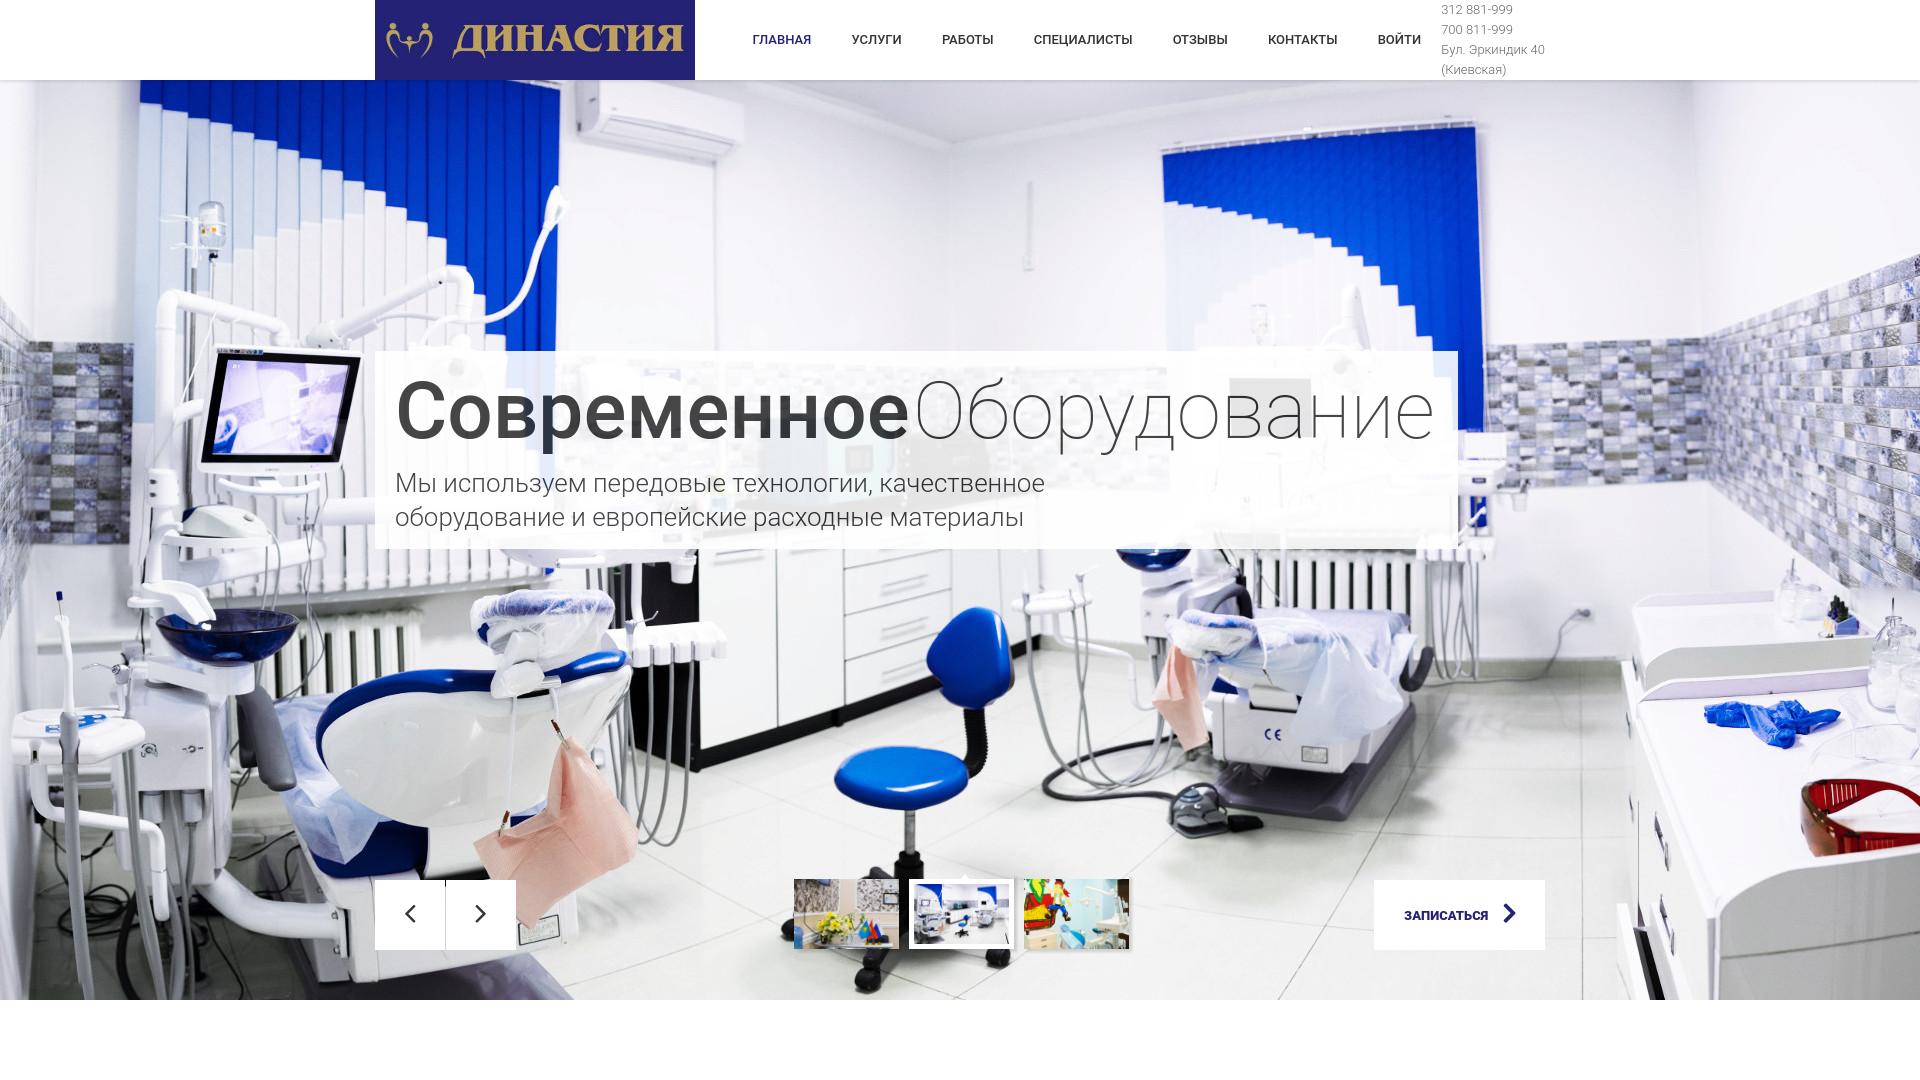 ДИНАСТИЯ
ГЛАВНАЯ
УСЛУГИ
РАБОТЫ
СПЕЦИАЛИСТЫ
ОТЗЫВЫ
КОНТАКТЫ
ВОЙТИ
312 881-999
700 811-999
Бул. Эркиндик 40
(Киевская)
Современное Оборудование
Мы используем передовые технологии, качественное
оборудование и европейские расходные материалы
CE
ЗАПИСАТЬСЯ